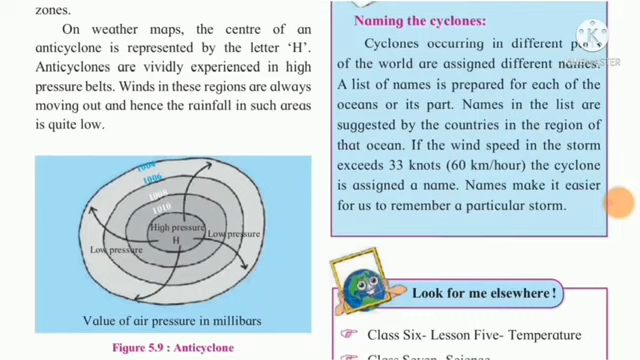 zones.
On weather maps, the centre of an
anticyclone is represented by the letter ‘H’.
Anticyclones are vividly experienced in high
pressure belts. Winds in these regions are always
moving out and hence the rainfall in such areas
is quite low.
1004
1006
1008
1010
High pressure
H
Low pressure
Low pressure
Value of air pressure in millibars
Figure 5.9 : Anticyclone
Naming the cyclones:
Cyclones occurring in different
of the world are assigned different names.
A list of names is prepared for each of the
oceans or its part. Names in the list are
suggested by the countries in the region of
that ocean. If the wind speed in the storm
exceeds 33 knots (60 km/hour) the cyclone
is assigned a name. Names make it easier
for us to remember a particular storm.
Look for me elsewhere !
☞ Class Six- Lesson Five- Temperature
Class Seven- Science